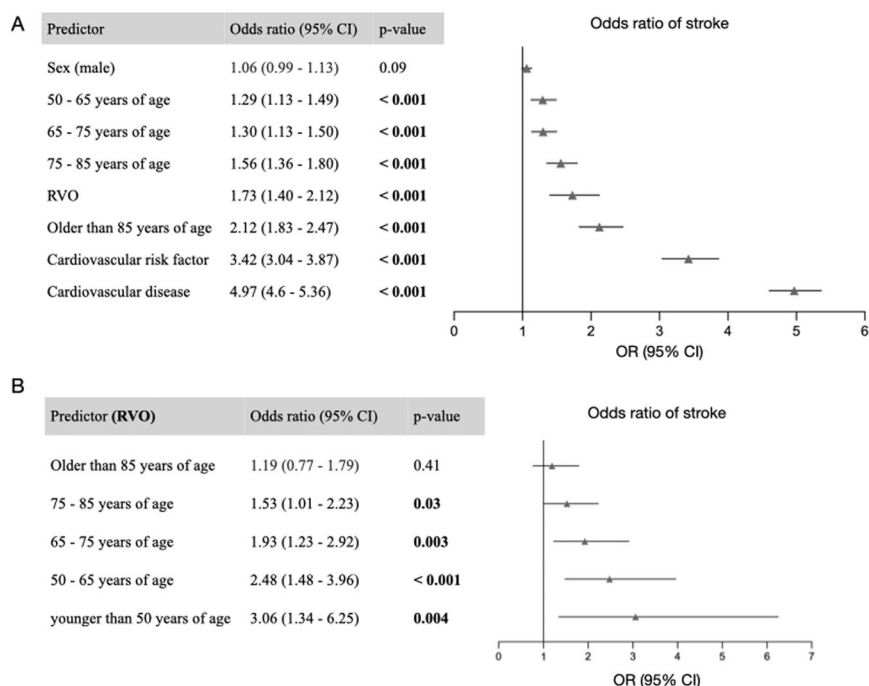 A
Predictor Odds ratio (95% CI) p-value
Odds ratio of stroke
Sex (male) 1.06 (0.99 - 1.13) 0.09
50 - 65 years of age 1.29 (1.13 - 1.49) < 0.001
65 - 75 years of age 1.30 (1.13 - 1.50) < 0.001
75 - 85 years of age 1.56 (1.36 - 1.80) < 0.001
RVO 1.73 (1.40 - 2.12) < 0.001
Older than 85 years of age 2.12 (1.83 - 2.47) < 0.001
Cardiovascular risk factor 3.42 (3.04 - 3.87) < 0.001
Cardiovascular disease 4.97 (4.6 - 5.36) < 0.001
0 1 2 3 4 5 6
OR (95% CI)
B
Predictor (RVO) Odds ratio (95% CI) p-value
Odds ratio of stroke
Older than 85 years of age 1.19 (0.77 - 1.79) 0.41
75 - 85 years of age 1.53 (1.01 - 2.23) 0.03
65 - 75 years of age 1.93 (1.23 - 2.92) 0.003
50 - 65 years of age 2.48 (1.48 - 3.96) < 0.001
younger than 50 years of age 3.06 (1.34 - 6.25) 0.004
0 1 2 3 4 5 6 7
OR (95% CI)